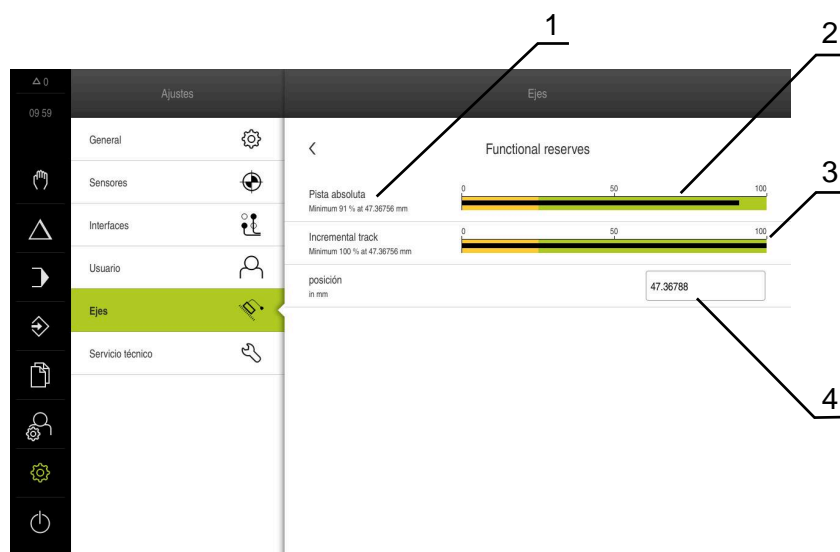 1
2
△ 0
Ajustes
Ejes
09 59
General
Functional reserves
Sensores
Pista absoluta
Minimum 91 % at 47.36756 mm
0 50 100
3
Interfaces
Incremental track
Minimum 100 % at 47.36756 mm
0 50 100
Usuario
posición
in mm
47.36788
Ejes
Servicio técnico
4